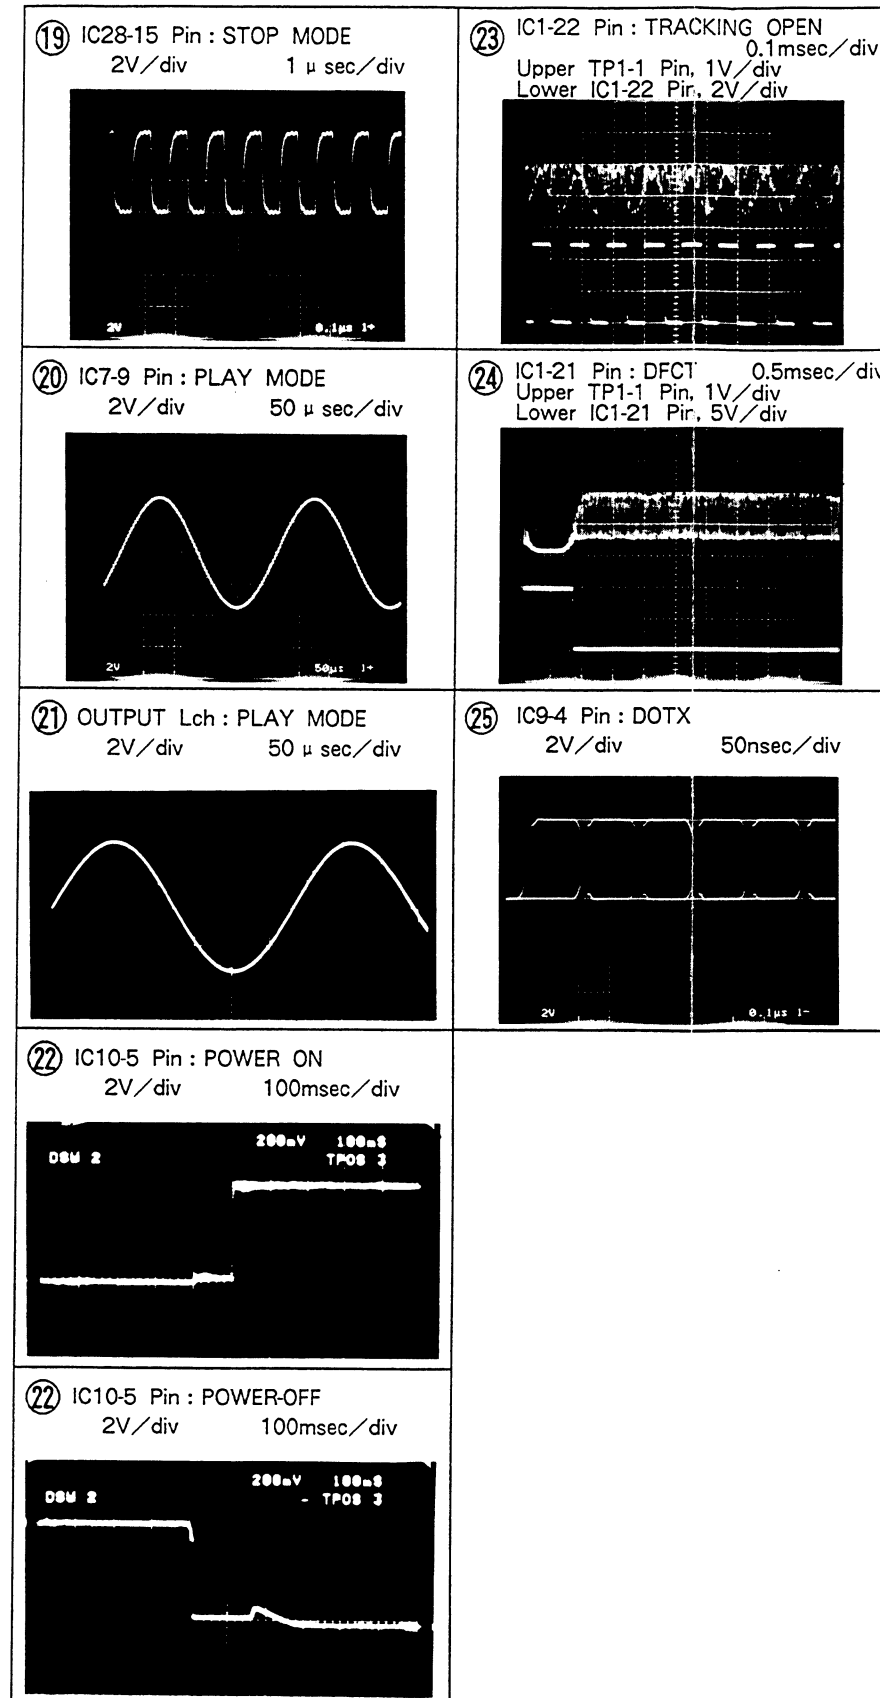 ⑲ IC28-15 Pin : STOP MODE
2V/div 1 μ sec/div
2V 0.1μs 1+
⑳ IC7-9 Pin : PLAY MODE
2V/div 50 μ sec/div
2V 50μs 1+
㉑ OUTPUT Lch : PLAY MODE
2V/div 50 μ sec/div
㉒ IC10-5 Pin : POWER ON
2V/div 100msec/div
200mV 100mS
DSW 2 TPOS 3
㉒ IC10-5 Pin : POWER-OFF
2V/div 100msec/div
200mV 100mS
DSW 2 - TPOS 3
㉓ IC1-22 Pin : TRACKING OPEN
0.1msec/div
Upper TP1-1 Pin, 1V/div
Lower IC1-22 Pin, 2V/div
㉔ IC1-21 Pin : DFCT 0.5msec/div
Upper TP1-1 Pin, 1V/div
Lower IC1-21 Pin, 5V/div
㉕ IC9-4 Pin : DOTX
2V/div 50nsec/div
2V 0.1μs 1-